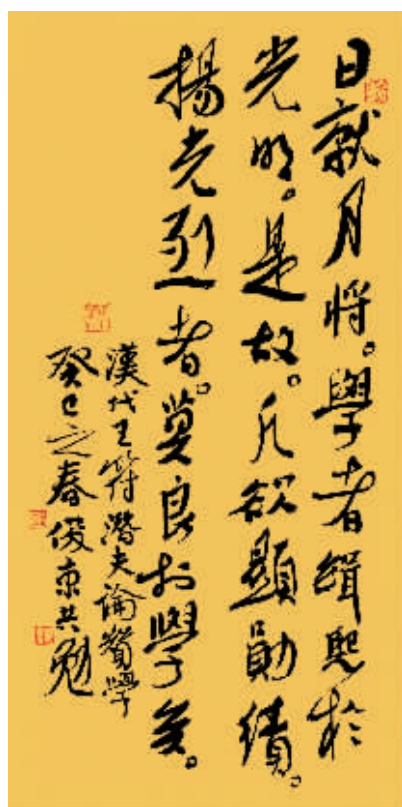 日就月將。學者緝熙於
光明。是故。凡欲顯勛績。
揚光烈者。莫良於學矣。
漢代王符潛夫論贊學
癸巳之春俊東共勉